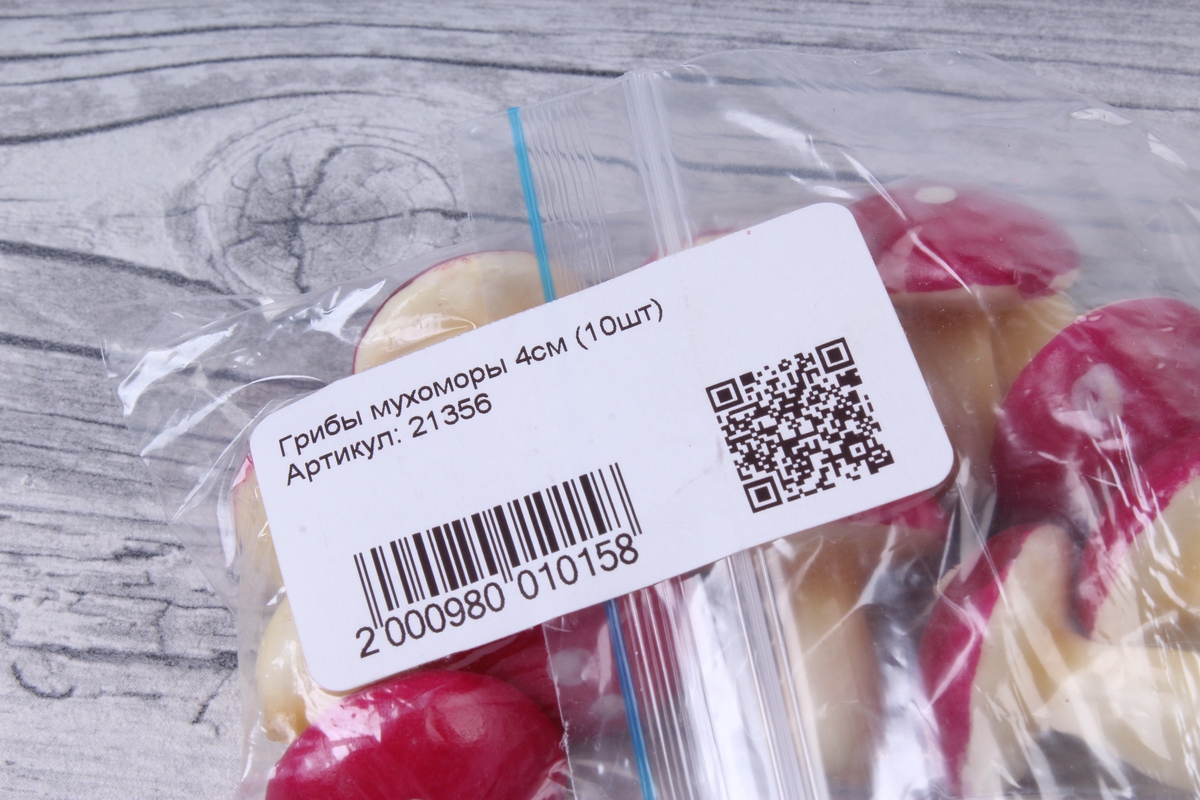 Грибы мухоморы 4см (10шт)
Артикул: 21356
2 000980 010158